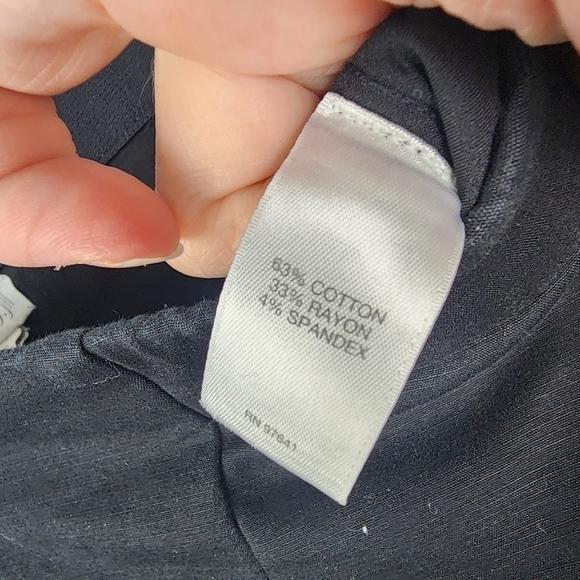 63% COTTON
33% RAYON
4% SPANDEX
RN 97641